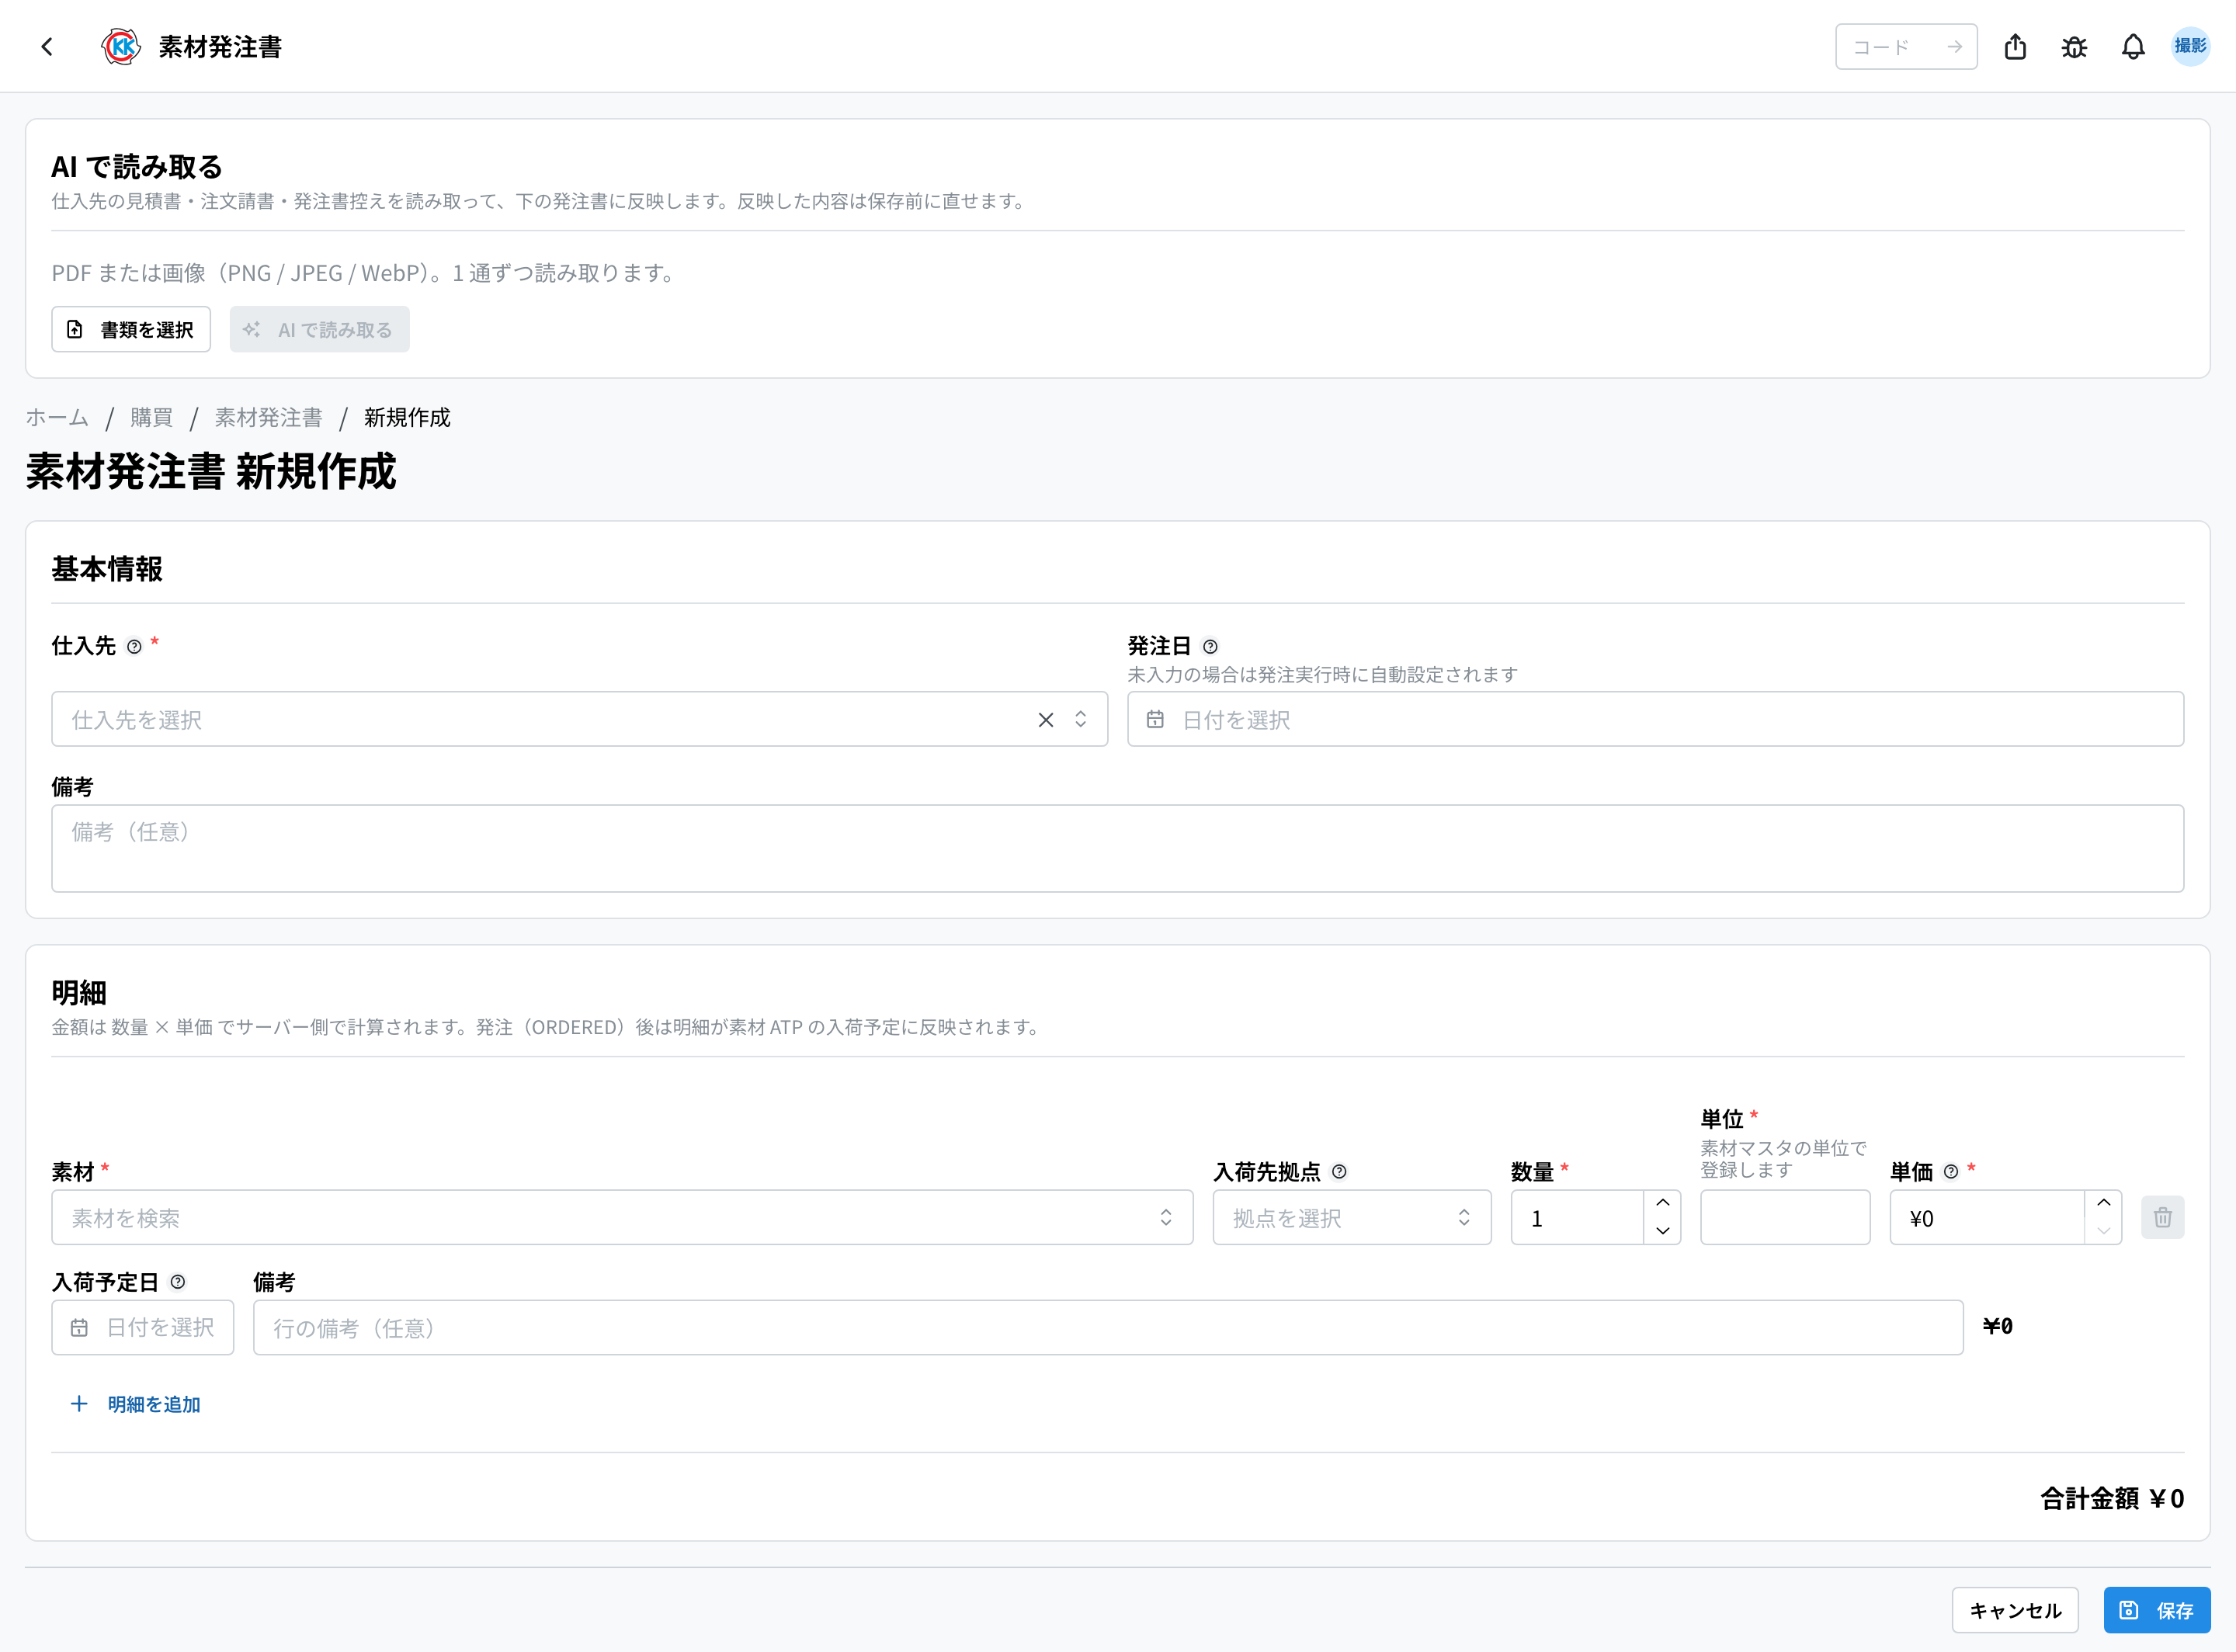 KK 素材発注書
コード
撮影
AI で読み取る
仕入先の見積書・注文請書・発注書控えを読み取って、下の発注書に反映します。反映した内容は保存前に直せます。
PDF または画像（PNG / JPEG / WebP）。1 通ずつ読み取ります。
書類を選択
AI で読み取る
ホーム / 購買 / 素材発注書 / 新規作成
素材発注書 新規作成
基本情報
仕入先 *
仕入先を選択
発注日
未入力の場合は発注実行時に自動設定されます
日付を選択
備考
備考（任意）
明細
金額は 数量 × 単価 でサーバー側で計算されます。発注（ORDERED）後は明細が素材 ATP の入荷予定に反映されます。
素材 *
素材を検索
入荷先拠点
拠点を選択
数量 *
1
単位 *
素材マスタの単位で
登録します
単価 *
¥0
入荷予定日
日付を選択
備考
行の備考（任意）
¥0
明細を追加
合計金額 ￥0
キャンセル
保存